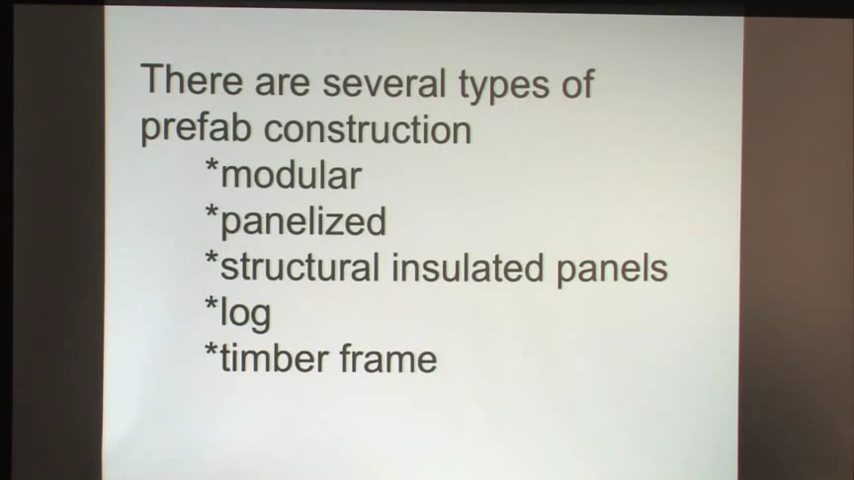 There are several types of
prefab construction
*modular
*panelized
*structural insulated panels
*log
*timber frame